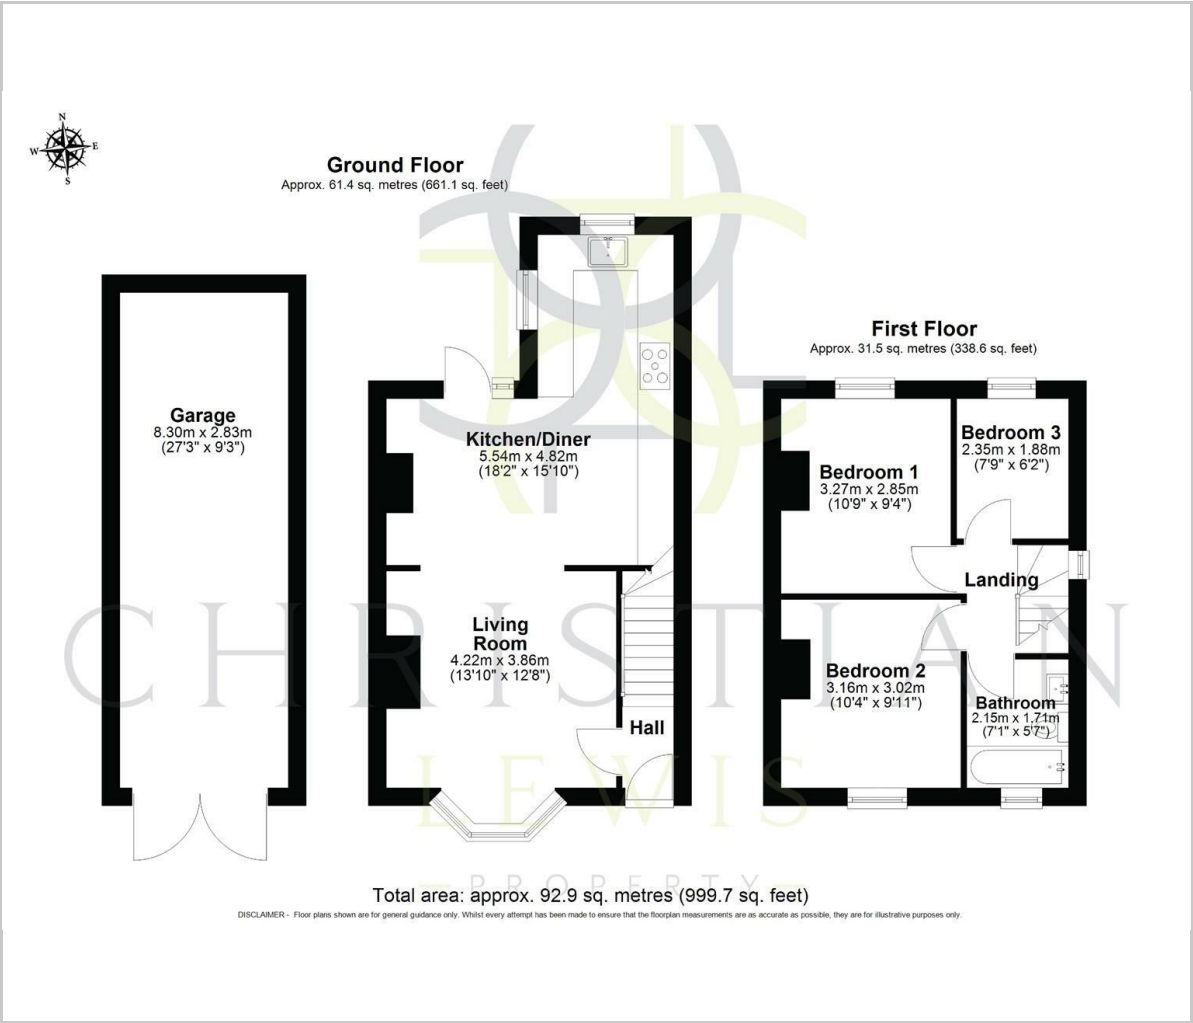 N
W E
S
Ground Floor
Approx. 61.4 sq. metres (661.1 sq. feet)
First Floor
Approx. 31.5 sq. metres (338.6 sq. feet)
Garage
8.30m x 2.83m
(27'3" x 9'3")
Kitchen/Diner
5.54m x 4.82m
(18'2" x 15'10")
Bedroom 1
3.27m x 2.85m
(10'9" x 9'4")
Bedroom 3
2.35m x 1.88m
(7'9" x 6'2")
Landing
Living
Room
4.22m x 3.86m
(13'10" x 12'8")
Hall
Bedroom 2
3.16m x 3.02m
(10'4" x 9'11")
Bathroom
2.15m x 1.71m
(7'1" x 5'7")
CHRISTIAN
LEWIS
PROPERTY
Total area: approx. 92.9 sq. metres (999.7 sq. feet)
DISCLAIMER - Floor plans shown are for general guidance only. Whilst every attempt has been made to ensure that the floorplan measurements are as accurate as possible, they are for illustrative purposes only.